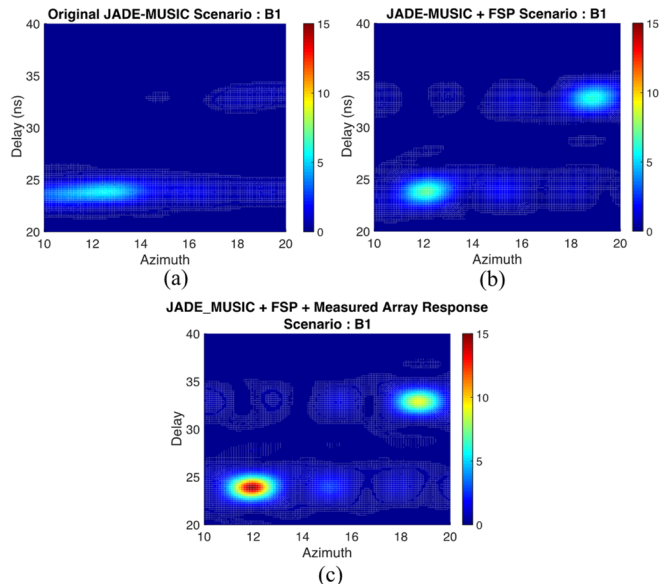 Original JADE-MUSIC Scenario : B1
40
35
30
25
20
Delay (ns)
10 12 14 16 18 20
Azimuth
15
10
5
0
(a)
JADE-MUSIC + FSP Scenario : B1
40
35
30
25
20
Delay (ns)
10 12 14 16 18 20
Azimuth
15
10
5
0
(b)
JADE_MUSIC + FSP + Measured Array Response
Scenario : B1
40
35
30
25
20
Delay
10 12 14 16 18 20
Azimuth
15
10
5
0
(c)